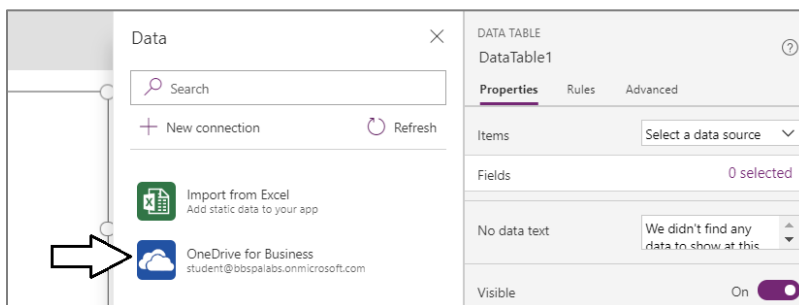 Data
Search
New connection
Refresh
Import from Excel
Add static data to your app
OneDrive for Business
student@bbspalabs.onmicrosoft.com
DATA TABLE
DataTable1
?
Properties Rules Advanced
Items Select a data source
Fields 0 selected
No data text We didn't find any
data to show at this
Visible On